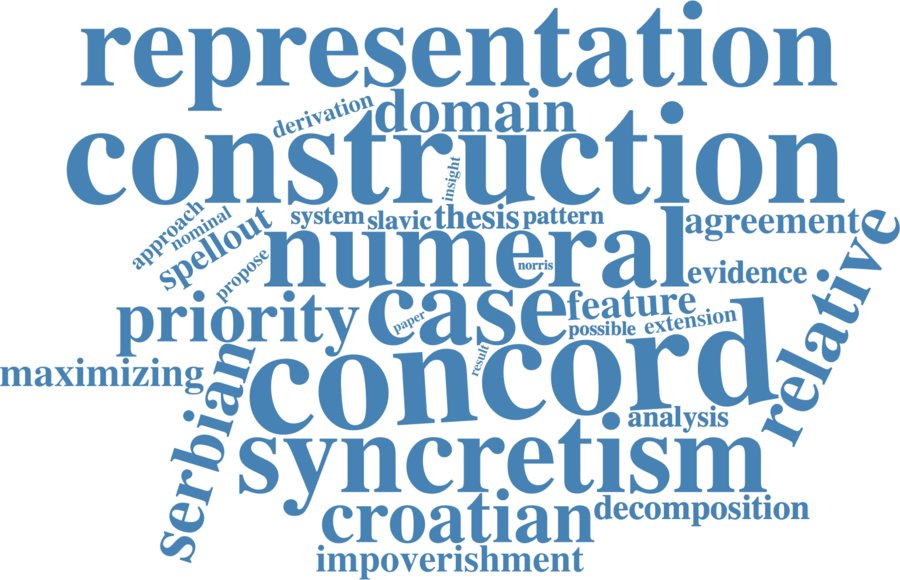 representation
derivation
domain
construction
insight
approach
nominal
system
slavic
thesis
pattern
agreement
spellout
propose
numeral
norris
evidence
relative
priority
case
paper
feature
possible
extension
maximizing
serbian
concord
result
analysis
syncretism
croatian
decomposition
impoverishment